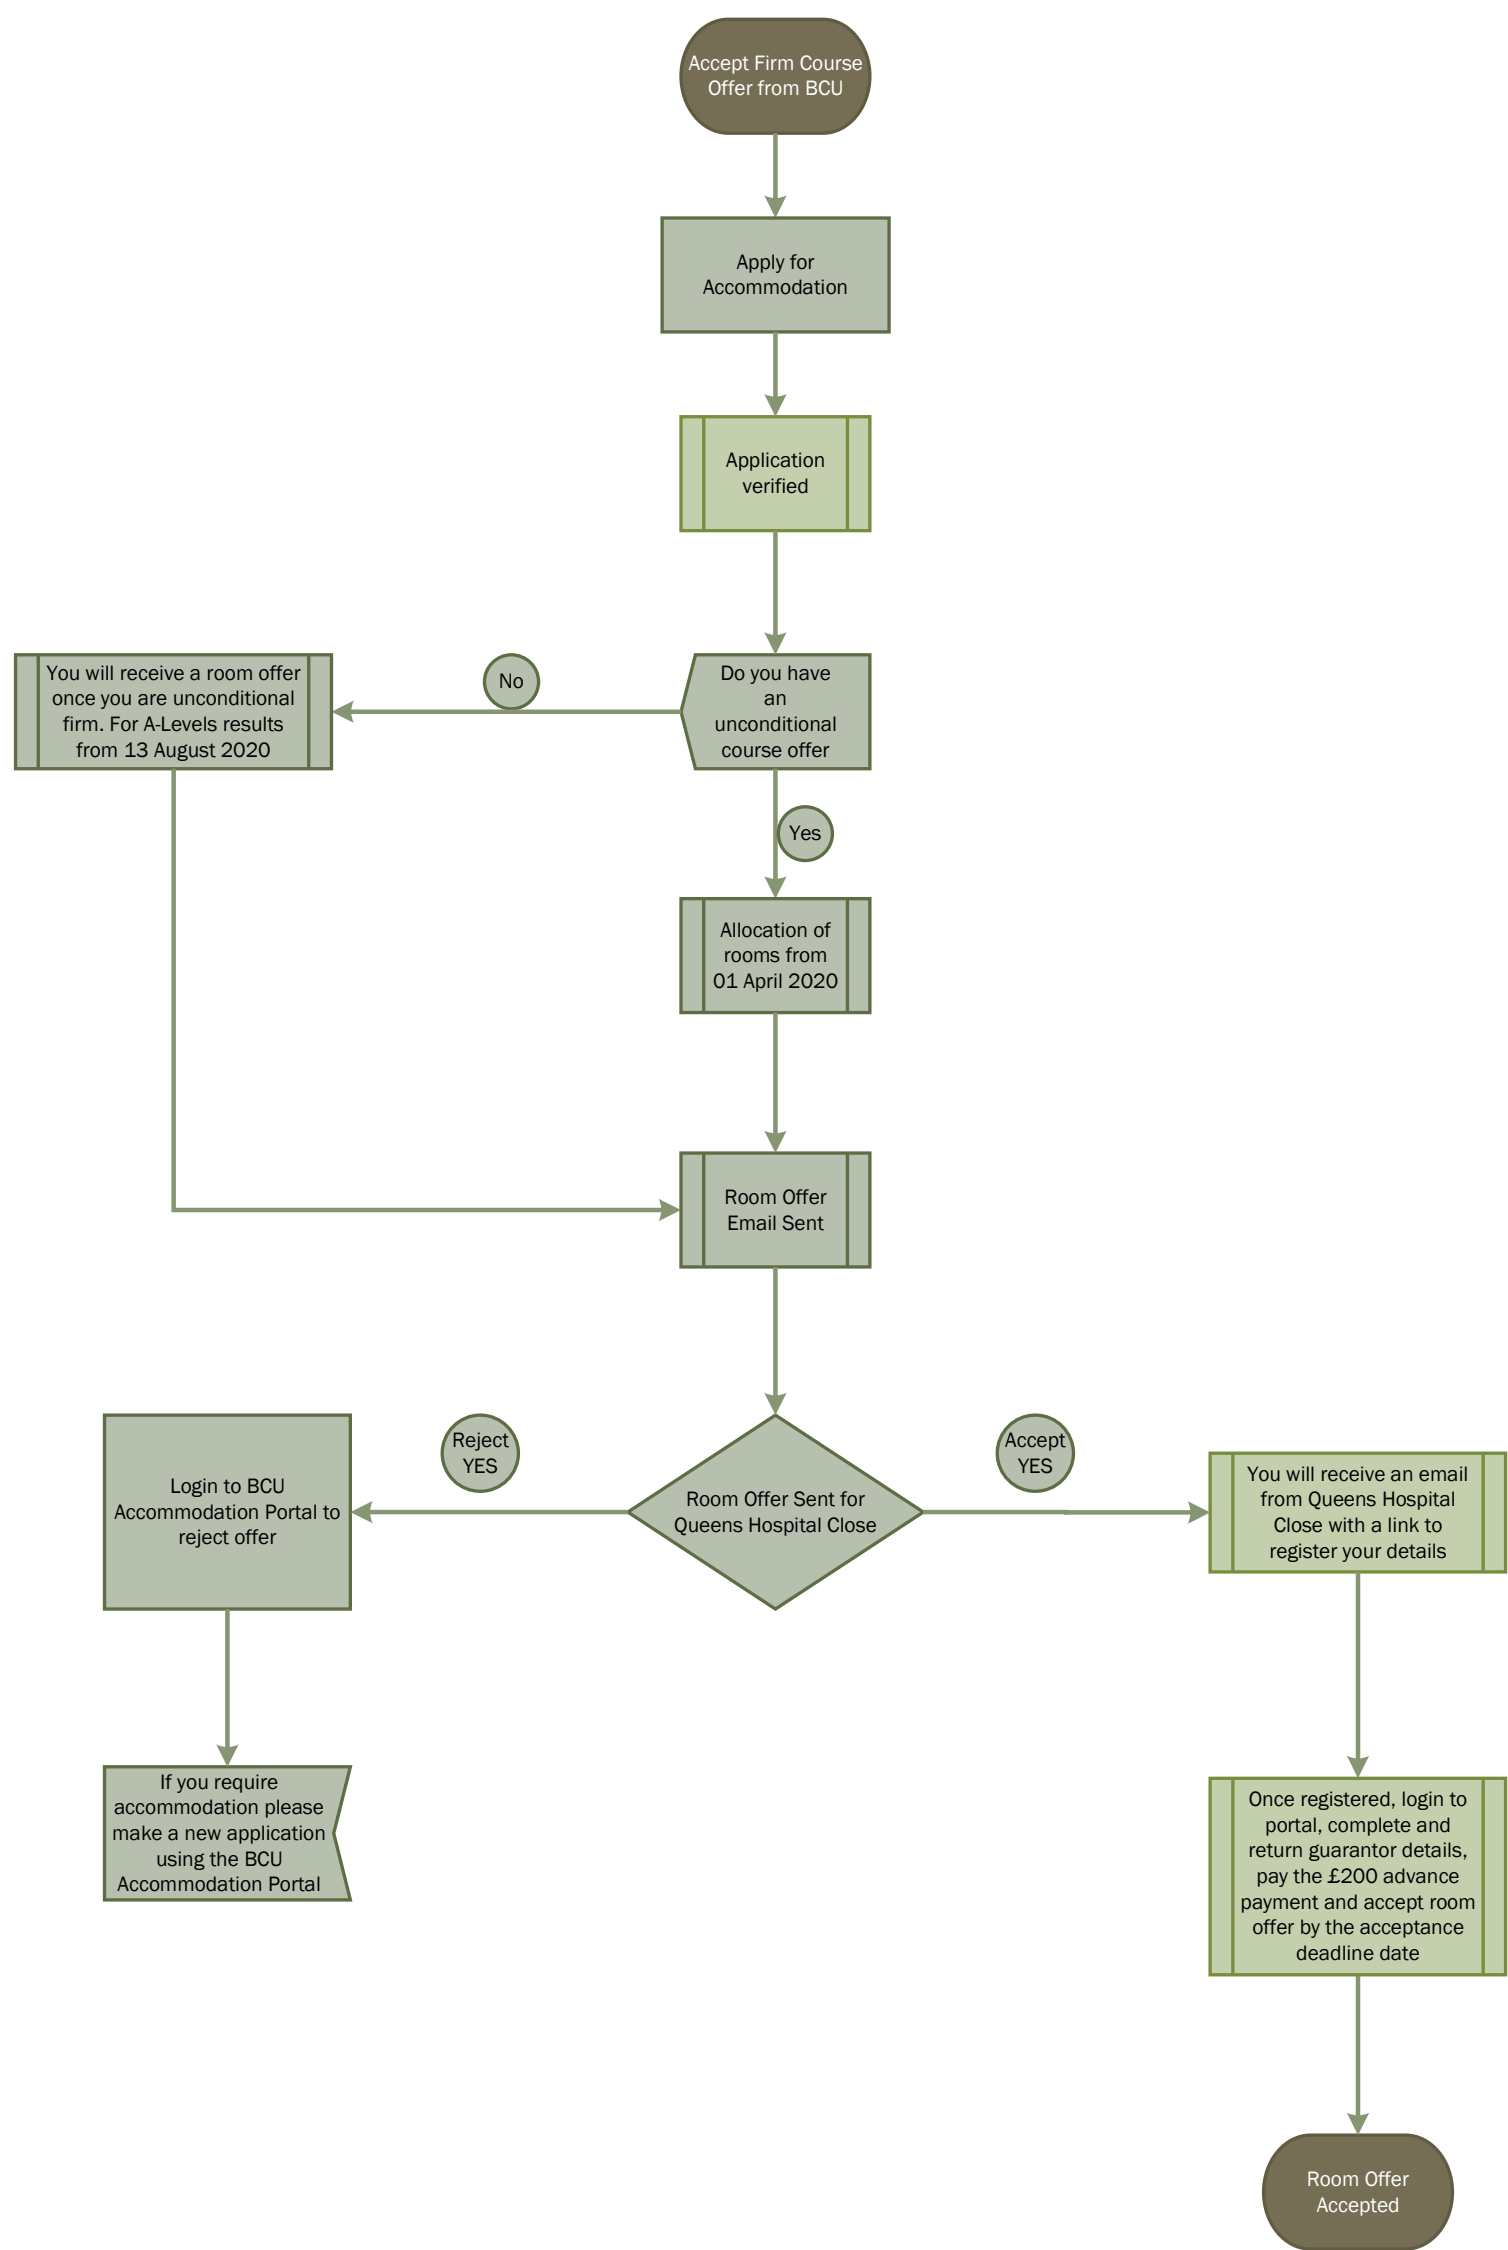 Accept Firm Course
Offer from BCU
Apply for
Accommodation
Application
verified
You will receive a room offer
once you are unconditional
firm. For A-Levels results
from 13 August 2020
No
Do you have
an
unconditional
course offer
Yes
Allocation of
rooms from
01 April 2020
Room Offer
Email Sent
Login to BCU
Accommodation Portal to
reject offer
Reject
YES
Room Offer Sent for
Queens Hospital Close
Accept
YES
You will receive an email
from Queens Hospital
Close with a link to
register your details
If you require
accommodation please
make a new application
using the BCU
Accommodation Portal
Once registered, login to
portal, complete and
return guarantor details,
pay the £200 advance
payment and accept room
offer by the acceptance
deadline date
Room Offer
Accepted